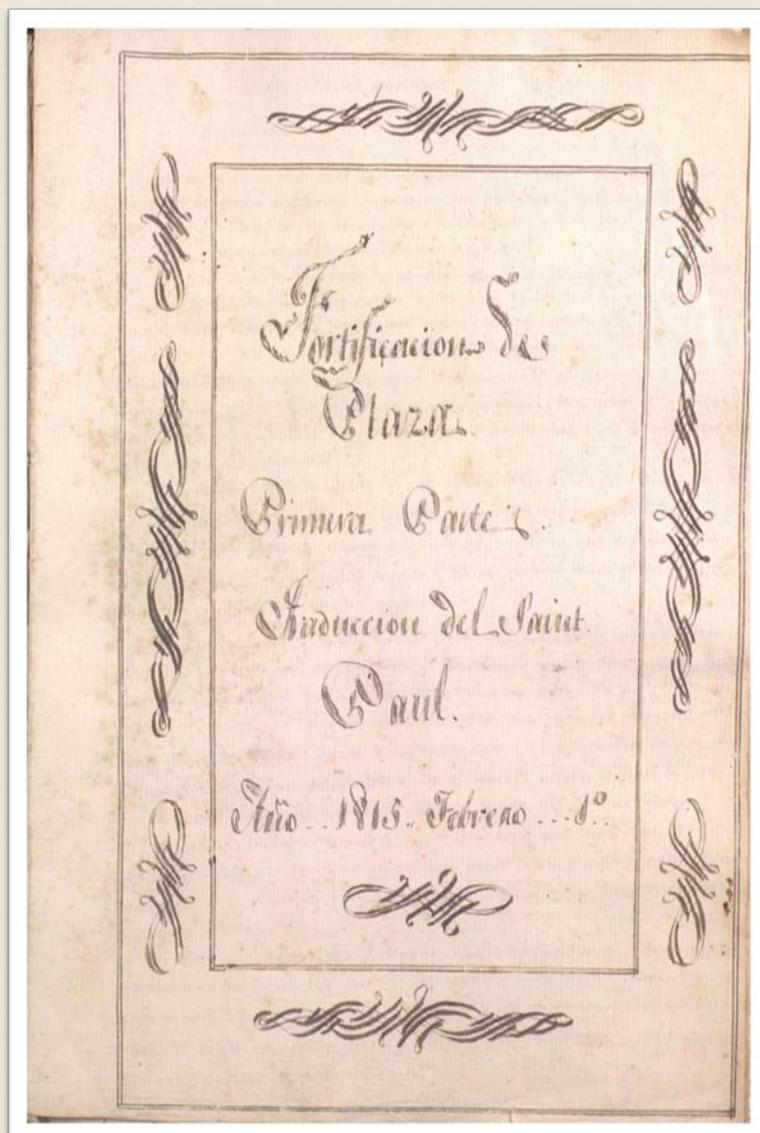 Fortificacion de
Plaza.
Primera Parte.
Traduccion del Saint
Paul.
Año.. 1815.. Febrero... 1º.